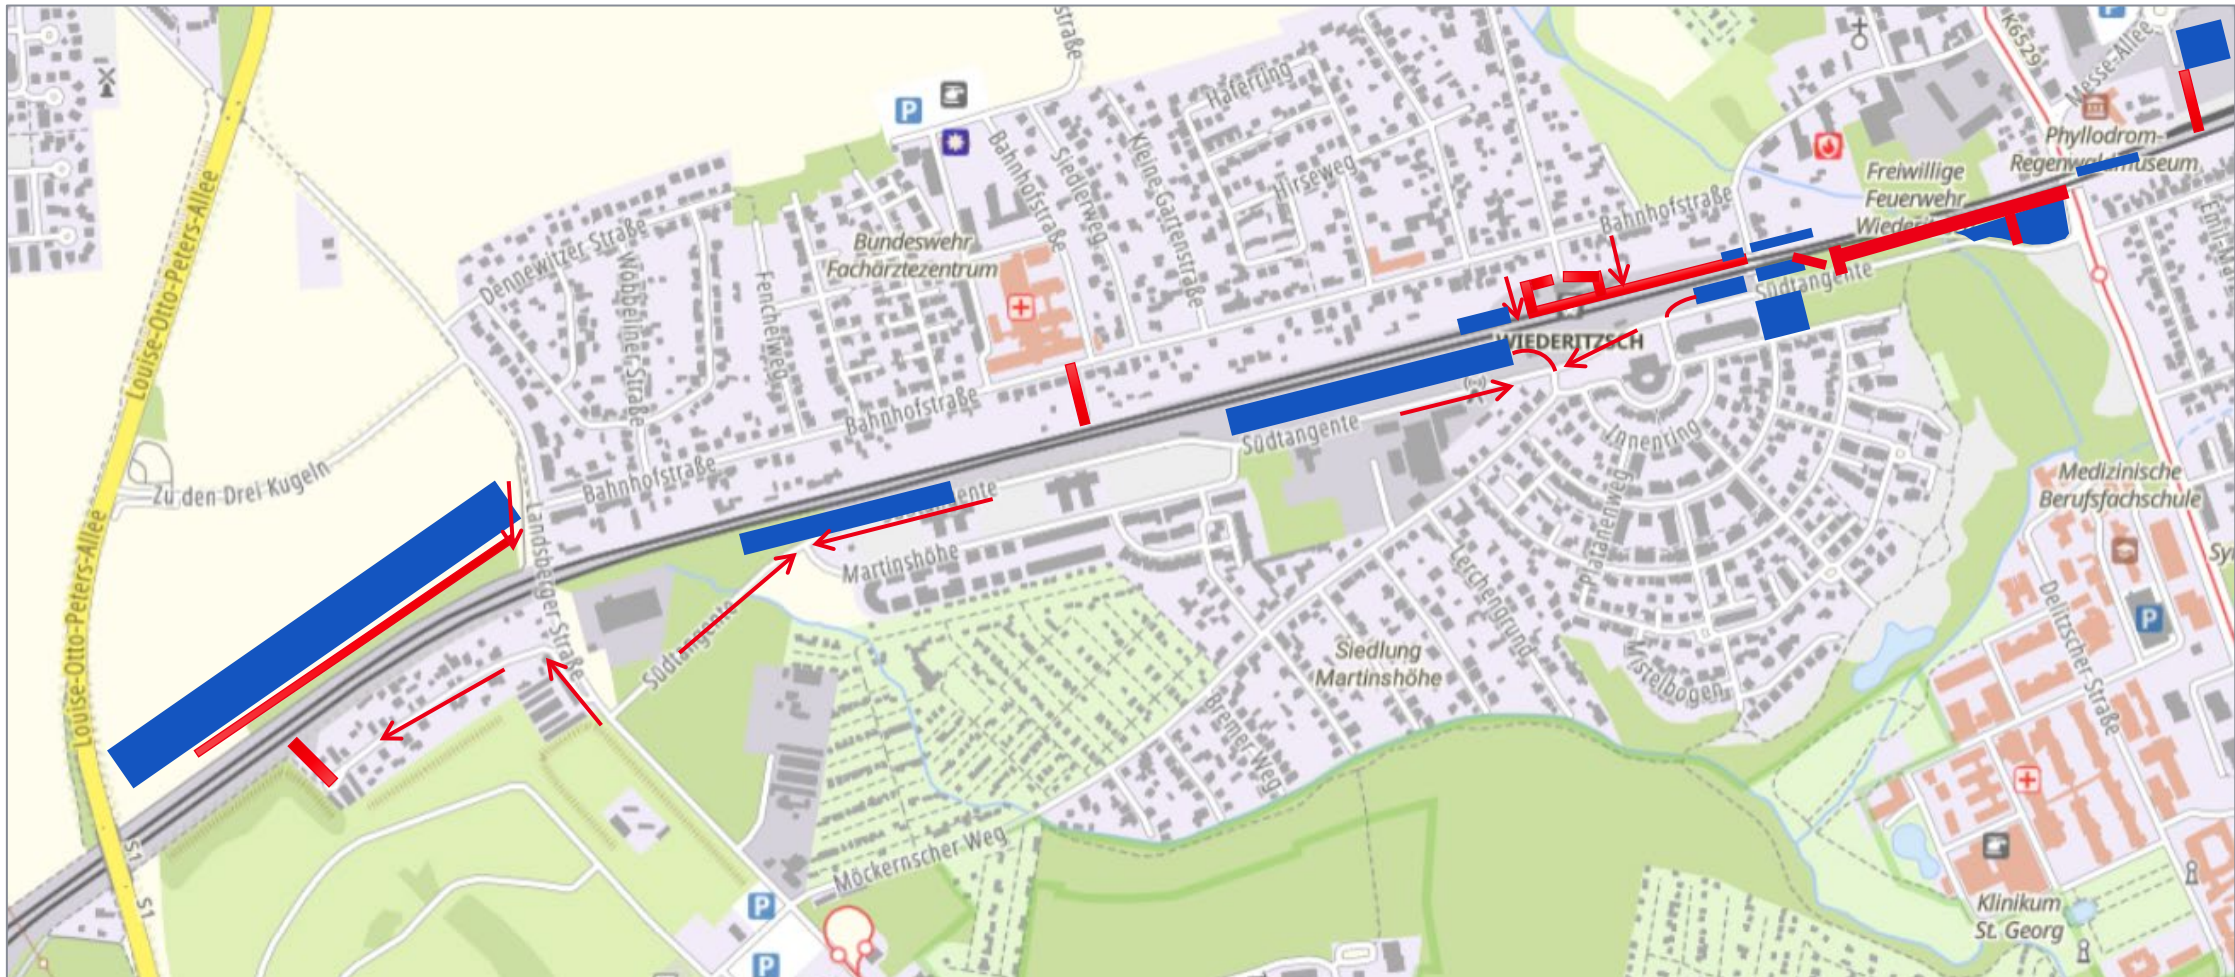 straße
K6529
Messe-Allee
Haferring
P
P
Phyllodrom-
Regenwaldmuseum
Bahnhofstraße
Siedlerweg
Kleine Gartenstraße
Hirseweg
Freiwillige
Feuerwehr
Louise-Otto-Peters-Allee
Bahnhofstraße
Dennewitzer Straße
Wöbbeliner Straße
Bundeswehr
Fachärztezentrum
Fenchelweg
Südtangente
WIEDERITZSCH
Bahnhofstraße
Südtangente
Innenring
Zu den Drei Kugeln
Bahnhofstraße
Landsberger Straße
Medizinische
Berufsfachschule
Martinshöhe
Platanenweg
Lerchengrund
Louise-Otto-Peters-Allee
Südtangente
Siedlung
Martinshöhe
Mistelbogen
Delitzscher Straße
P
Bremer Weg
S1
S1
Möckernscher Weg
P
P
Klinikum
St. Georg